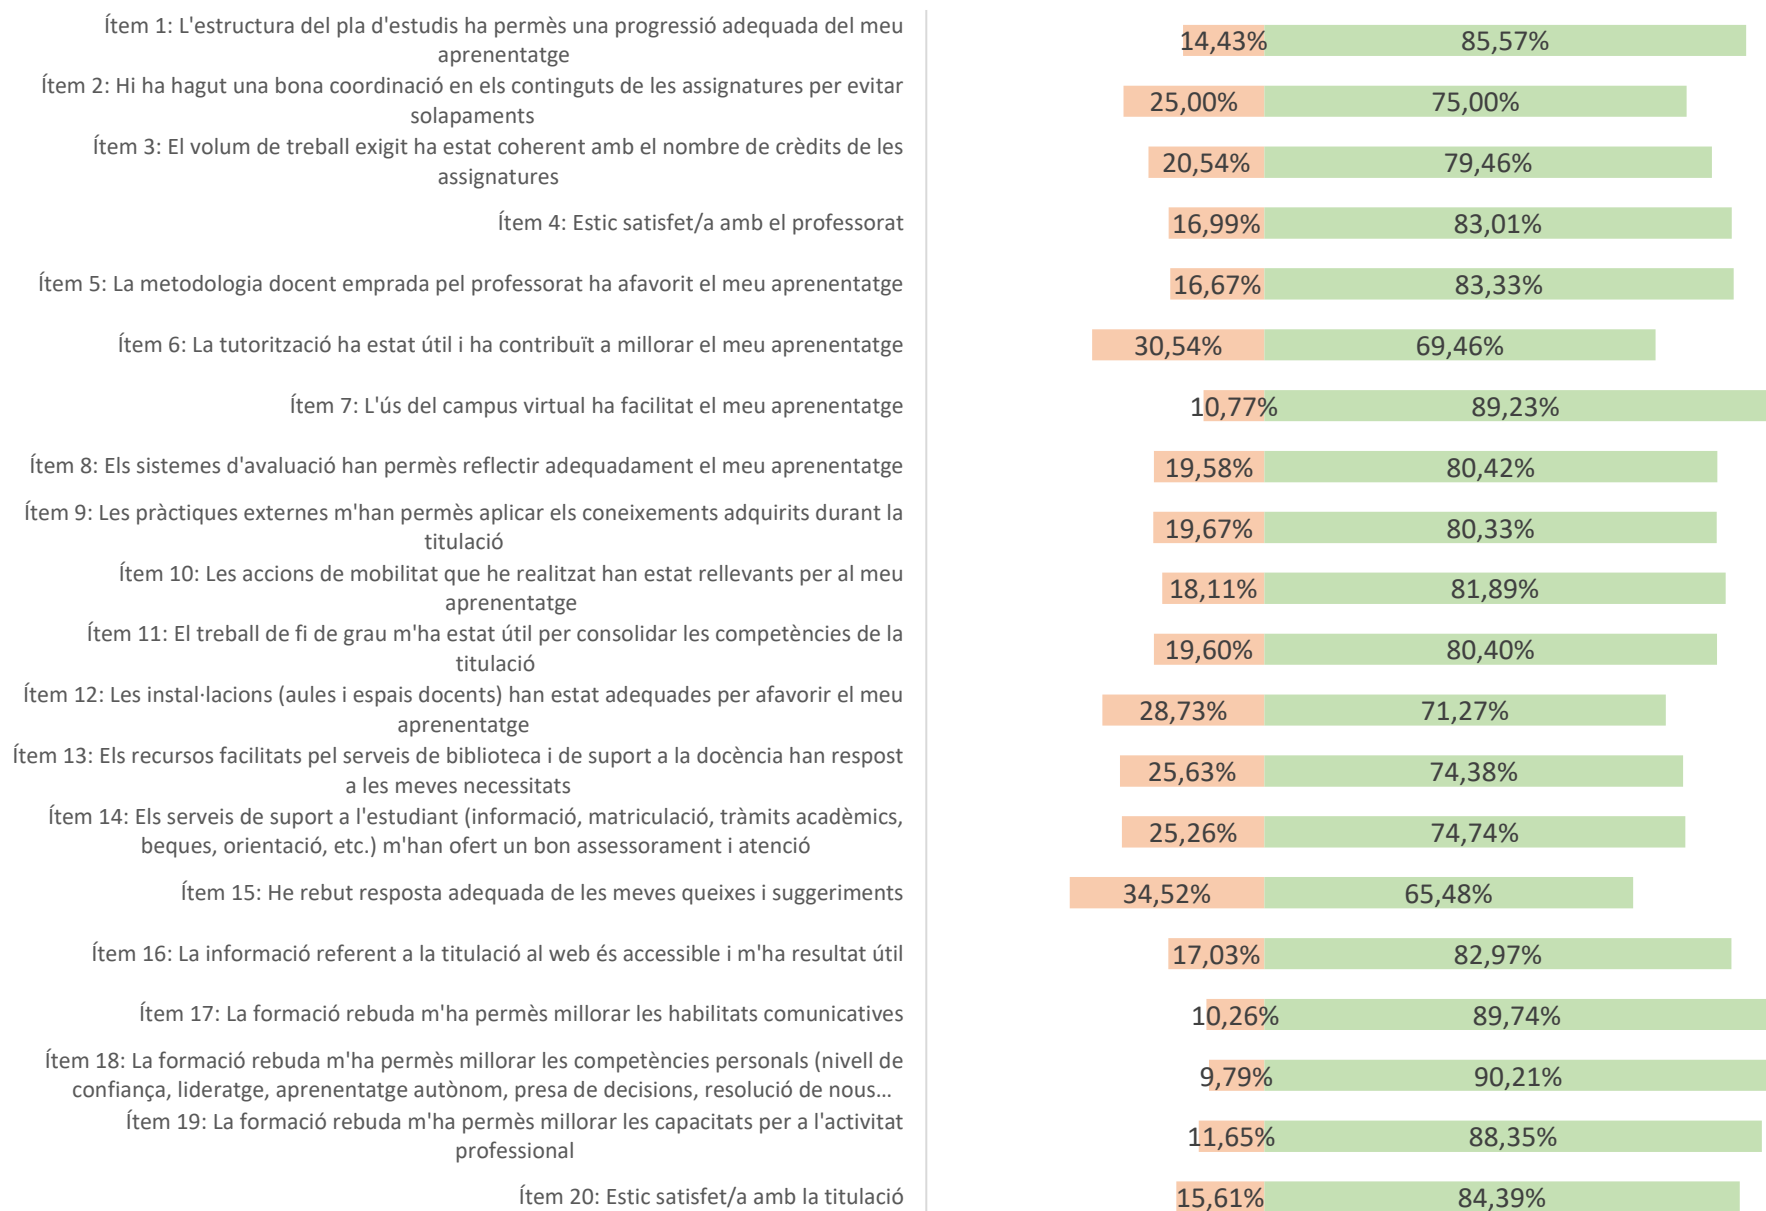 Ítem 1: L'estructura del pla d'estudis ha permès una progressió adequada del meu
aprenentatge
14,43% 85,57%
Ítem 2: Hi ha hagut una bona coordinació en els continguts de les assignatures per evitar
solapaments
25,00% 75,00%
Ítem 3: El volum de treball exigit ha estat coherent amb el nombre de crèdits de les
assignatures
20,54% 79,46%
Ítem 4: Estic satisfet/a amb el professorat
16,99% 83,01%
Ítem 5: La metodologia docent emprada pel professorat ha afavorit el meu aprenentatge
16,67% 83,33%
Ítem 6: La tutorització ha estat útil i ha contribuït a millorar el meu aprenentatge
30,54% 69,46%
Ítem 7: L'ús del campus virtual ha facilitat el meu aprenentatge
10,77% 89,23%
Ítem 8: Els sistemes d'avaluació han permès reflectir adequadament el meu aprenentatge
19,58% 80,42%
Ítem 9: Les pràctiques externes m'han permès aplicar els coneixements adquirits durant la
titulació
19,67% 80,33%
Ítem 10: Les accions de mobilitat que he realitzat han estat rellevants per al meu
aprenentatge
18,11% 81,89%
Ítem 11: El treball de fi de grau m'ha estat útil per consolidar les competències de la
titulació
19,60% 80,40%
Ítem 12: Les instal·lacions (aules i espais docents) han estat adequades per afavorir el meu
aprenentatge
28,73% 71,27%
Ítem 13: Els recursos facilitats pel serveis de biblioteca i de suport a la docència han respost
a les meves necessitats
25,63% 74,38%
Ítem 14: Els serveis de suport a l'estudiant (informació, matriculació, tràmits acadèmics,
beques, orientació, etc.) m'han ofert un bon assessorament i atenció
25,26% 74,74%
Ítem 15: He rebut resposta adequada de les meves queixes i suggeriments
34,52% 65,48%
Ítem 16: La informació referent a la titulació al web és accessible i m'ha resultat útil
17,03% 82,97%
Ítem 17: La formació rebuda m'ha permès millorar les habilitats comunicatives
10,26% 89,74%
Ítem 18: La formació rebuda m'ha permès millorar les competències personals (nivell de
confiança, lideratge, aprenentatge autònom, presa de decisions, resolució de nous…
9,79% 90,21%
Ítem 19: La formació rebuda m'ha permès millorar les capacitats per a l'activitat
professional
11,65% 88,35%
Ítem 20: Estic satisfet/a amb la titulació
15,61% 84,39%